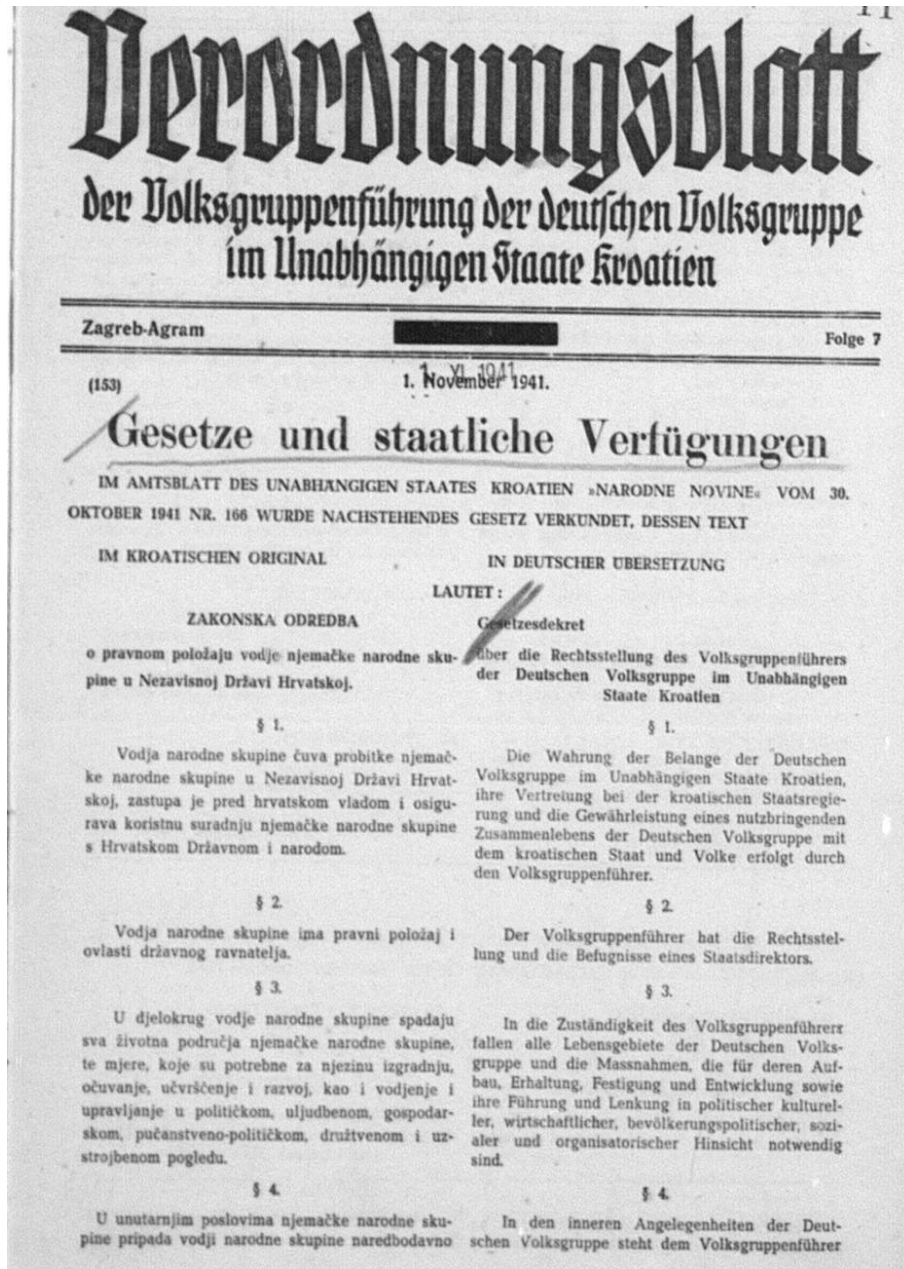 Verordnungsblatt
der Volksgruppenführung der deutschen Volksgruppe
im Unabhängigen Staate Kroatien
Zagreb-Agram
Folge 7
(153)
1. November 1941.
Gesetze und staatliche Verfügungen
IM AMTSBLATT DES UNABHÄNGIGEN STAATES KROATIEN »NARODNE NOVINE« VOM 30.
OKTOBER 1941 NR. 166 WURDE NACHSTEHENDES GESETZ VERKUNDET, DESSEN TEXT
IM KROATISCHEN ORIGINAL
IN DEUTSCHER ÜBERSETZUNG
LAUTET:
ZAKONSKA ODREDBA
o pravnom položaju vodje njemačke narodne sku-
pine u Nezavisnoj Državi Hrvatskoj.
§ 1.
Vodja narodne skupine čuva probitke njemač-
ke narodne skupine u Nezavisnoj Državi Hrvat-
skoj, zastupa je pred hrvatskom vladom i osigu-
rava koristnu suradnju njemačke narodne skupine
s Hrvatskom Državnom i narodom.
§ 2.
Vodja narodne skupine ima pravni položaj i
ovlasti državnog ravnatelja.
§ 3.
U djelokrug vodje narodne skupine spadaju
sva životna područja njemačke narodne skupine,
te mjere, koje su potrebne za njezinu izgradnju,
očuvanje, učvršćenje i razvoj, kao i vodjenje i
upravljanje u političkom, uljudbenom, gospodar-
skom, pučanstveno-političkom, družtvenom i uz-
strojbenom pogledu.
§ 4.
U unutarnjim poslovima njemačke narodne sku-
pine pripada vodji narodne skupine naredbodavno
Gesetzesdekret
über die Rechtsstellung des Volksgruppenführers
der Deutschen Volksgruppe im Unabhängigen
Staate Kroatien
§ 1.
Die Wahrung der Belange der Deutschen
Volksgruppe im Unabhängigen Staate Kroatien,
ihre Vertretung bei der kroatischen Staatsregie-
rung und die Gewährleistung eines nutzbringenden
Zusammenlebens der Deutschen Volksgruppe mit
dem kroatischen Staat und Volke erfolgt durch
den Volksgruppenführer.
§ 2.
Der Volksgruppenführer hat die Rechtsstel-
lung und die Befugnisse eines Staatsdirektors.
§ 3.
In die Zuständigkeit des Volksgruppenführers
fallen alle Lebensgebiete der Deutschen Volks-
gruppe und die Massnahmen, die für deren Auf-
bau, Erhaltung, Festigung und Entwicklung sowie
ihre Führung und Lenkung in politischer kulturel-
ler, wirtschaftlicher, bevölkerungspolitischer, sozi-
aler und organisatorischer Hinsicht notwendig
sind.
§ 4.
In den inneren Angelegenheiten der Deut-
schen Volksgruppe steht dem Volksgruppenführer